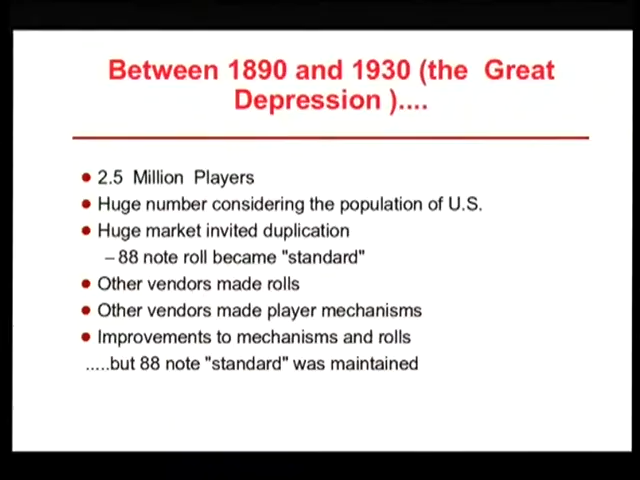 Between 1890 and 1930 (the Great
Depression )....
● 2.5 Million Players
● Huge number considering the population of U.S.
● Huge market invited duplication
– 88 note roll became "standard"
● Other vendors made rolls
● Other vendors made player mechanisms
● Improvements to mechanisms and rolls
.....but 88 note "standard" was maintained